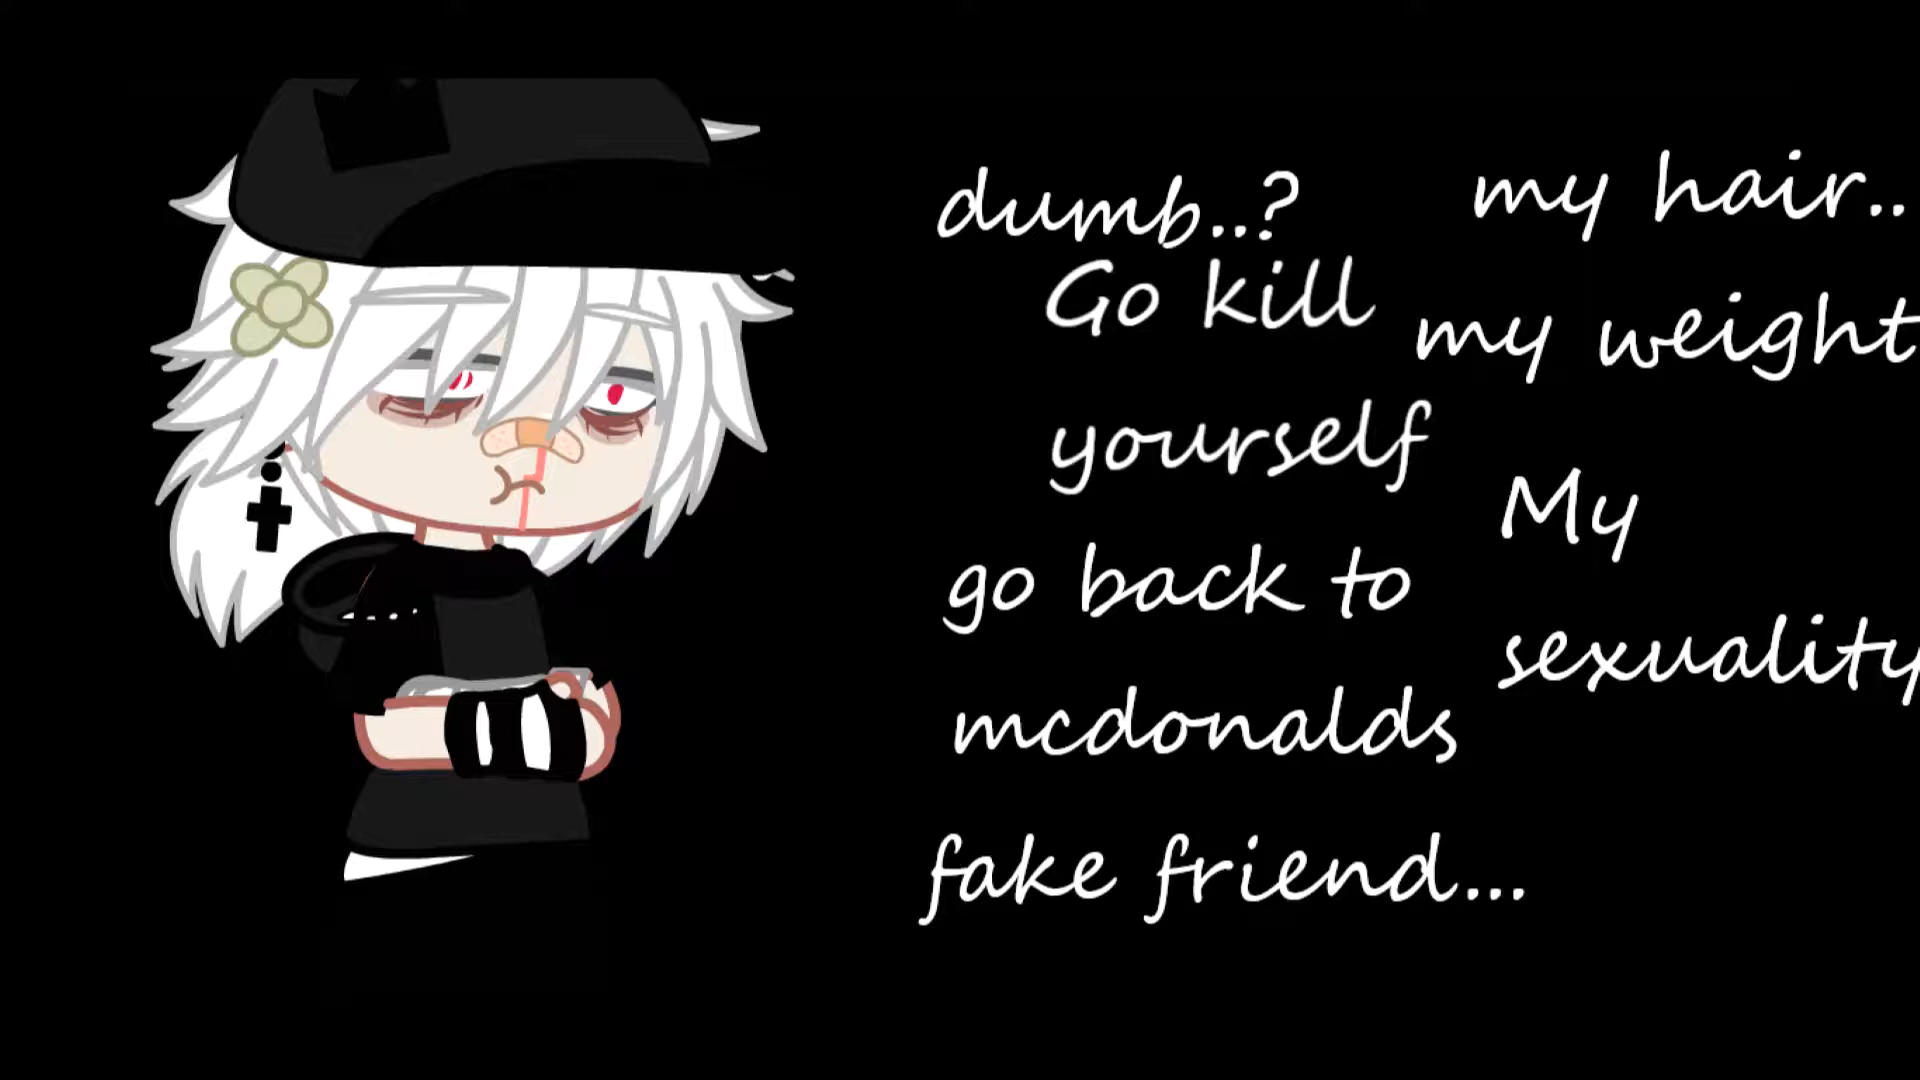 dumb..?
Go kill
yourself
go back to
mcdonalds
fake friend...
my hair..
my weight
My
sexuality